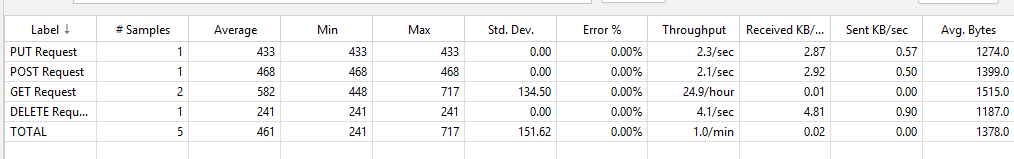 Label ↓ # Samples Average Min Max Std. Dev. Error % Throughput Received KB/... Sent KB/sec Avg. Bytes
PUT Request 1 433 433 433 0.00 0.00% 2.3/sec 2.87 0.57 1274.0
POST Request 1 468 468 468 0.00 0.00% 2.1/sec 2.92 0.50 1399.0
GET Request 2 582 448 717 134.50 0.00% 24.9/hour 0.01 0.00 1515.0
DELETE Requ... 1 241 241 241 0.00 0.00% 4.1/sec 4.81 0.90 1187.0
TOTAL 5 461 241 717 151.62 0.00% 1.0/min 0.02 0.00 1378.0